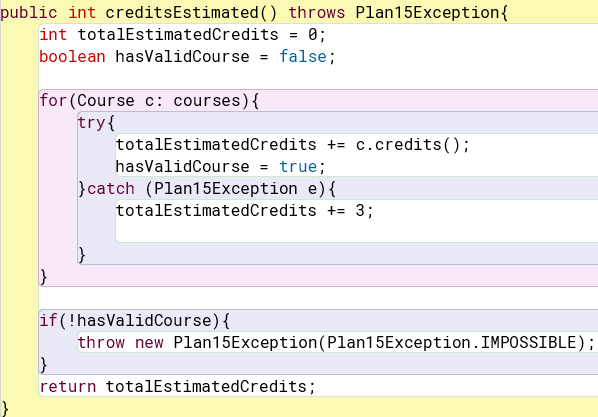 public int creditsEstimated() throws Plan15Exception{
    int totalEstimatedCredits = 0;
    boolean hasValidCourse = false;

    for(Course c: courses){
        try{
            totalEstimatedCredits += c.credits();
            hasValidCourse = true;
        }catch (Plan15Exception e){
            totalEstimatedCredits += 3;

        }
    }

    if(!hasValidCourse){
        throw new Plan15Exception(Plan15Exception.IMPOSSIBLE);
    }
    return totalEstimatedCredits;
}